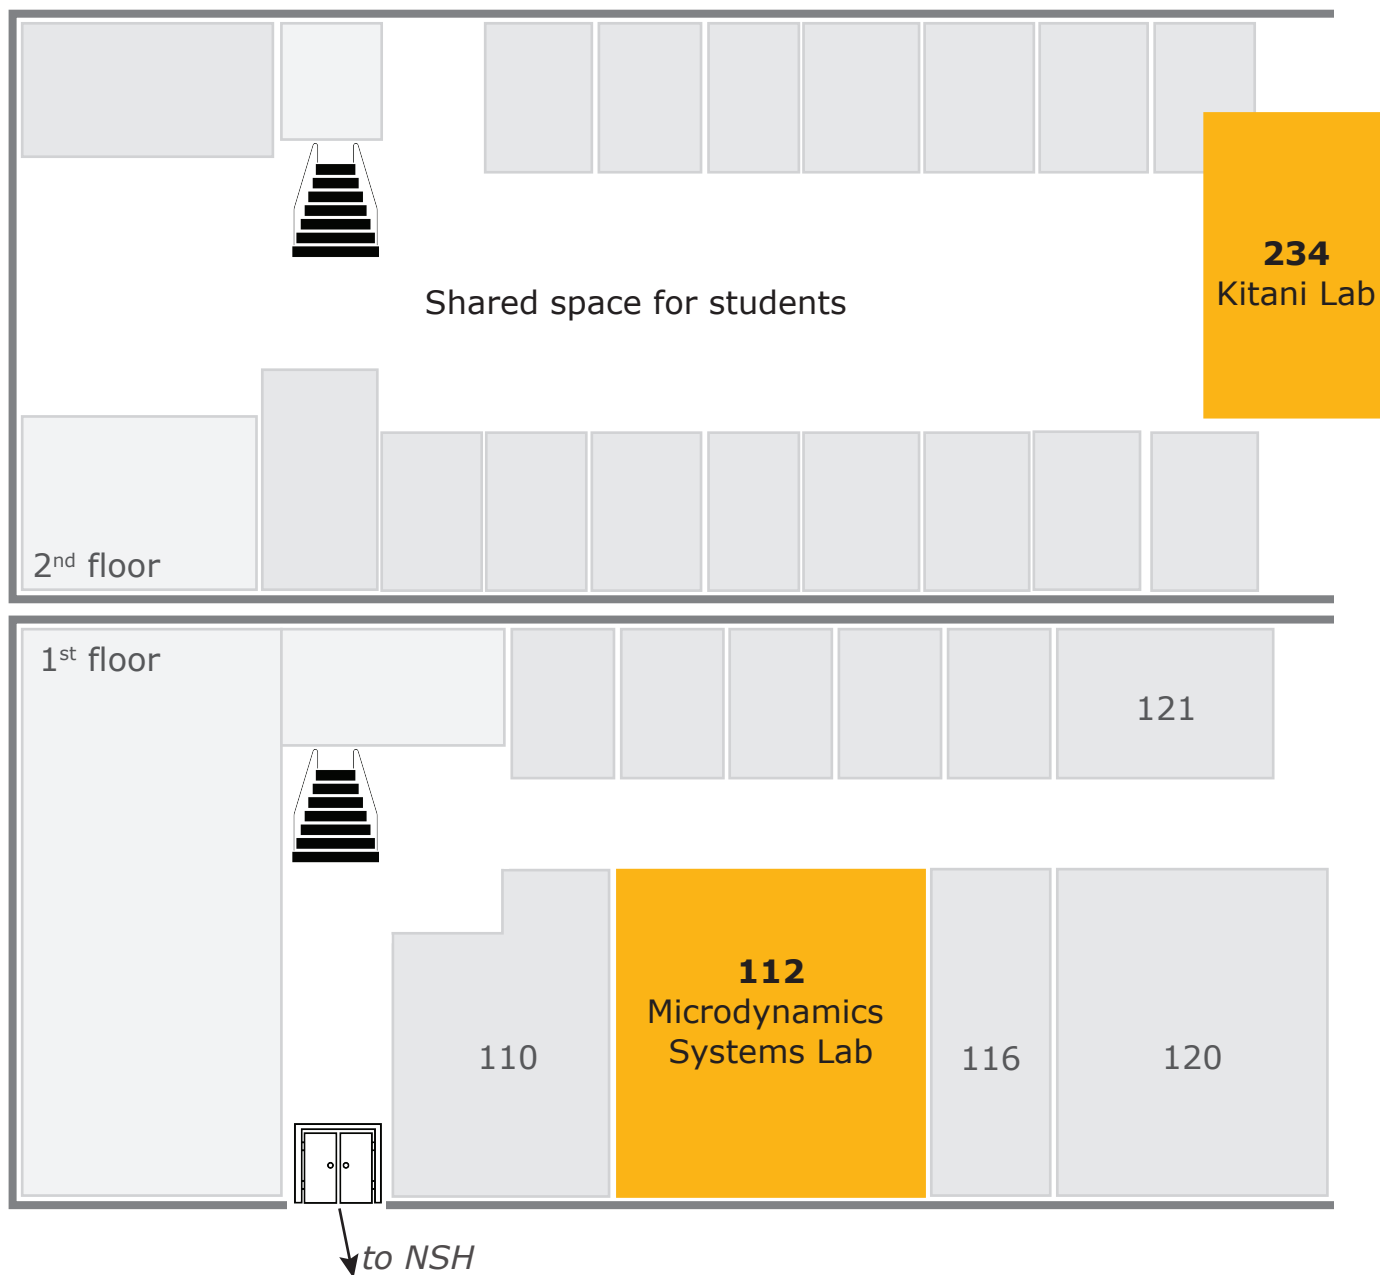 234
Kitani Lab
Shared space for students
2nd floor
1st floor
121
112
Microdynamics
Systems Lab
110
116
120
to NSH